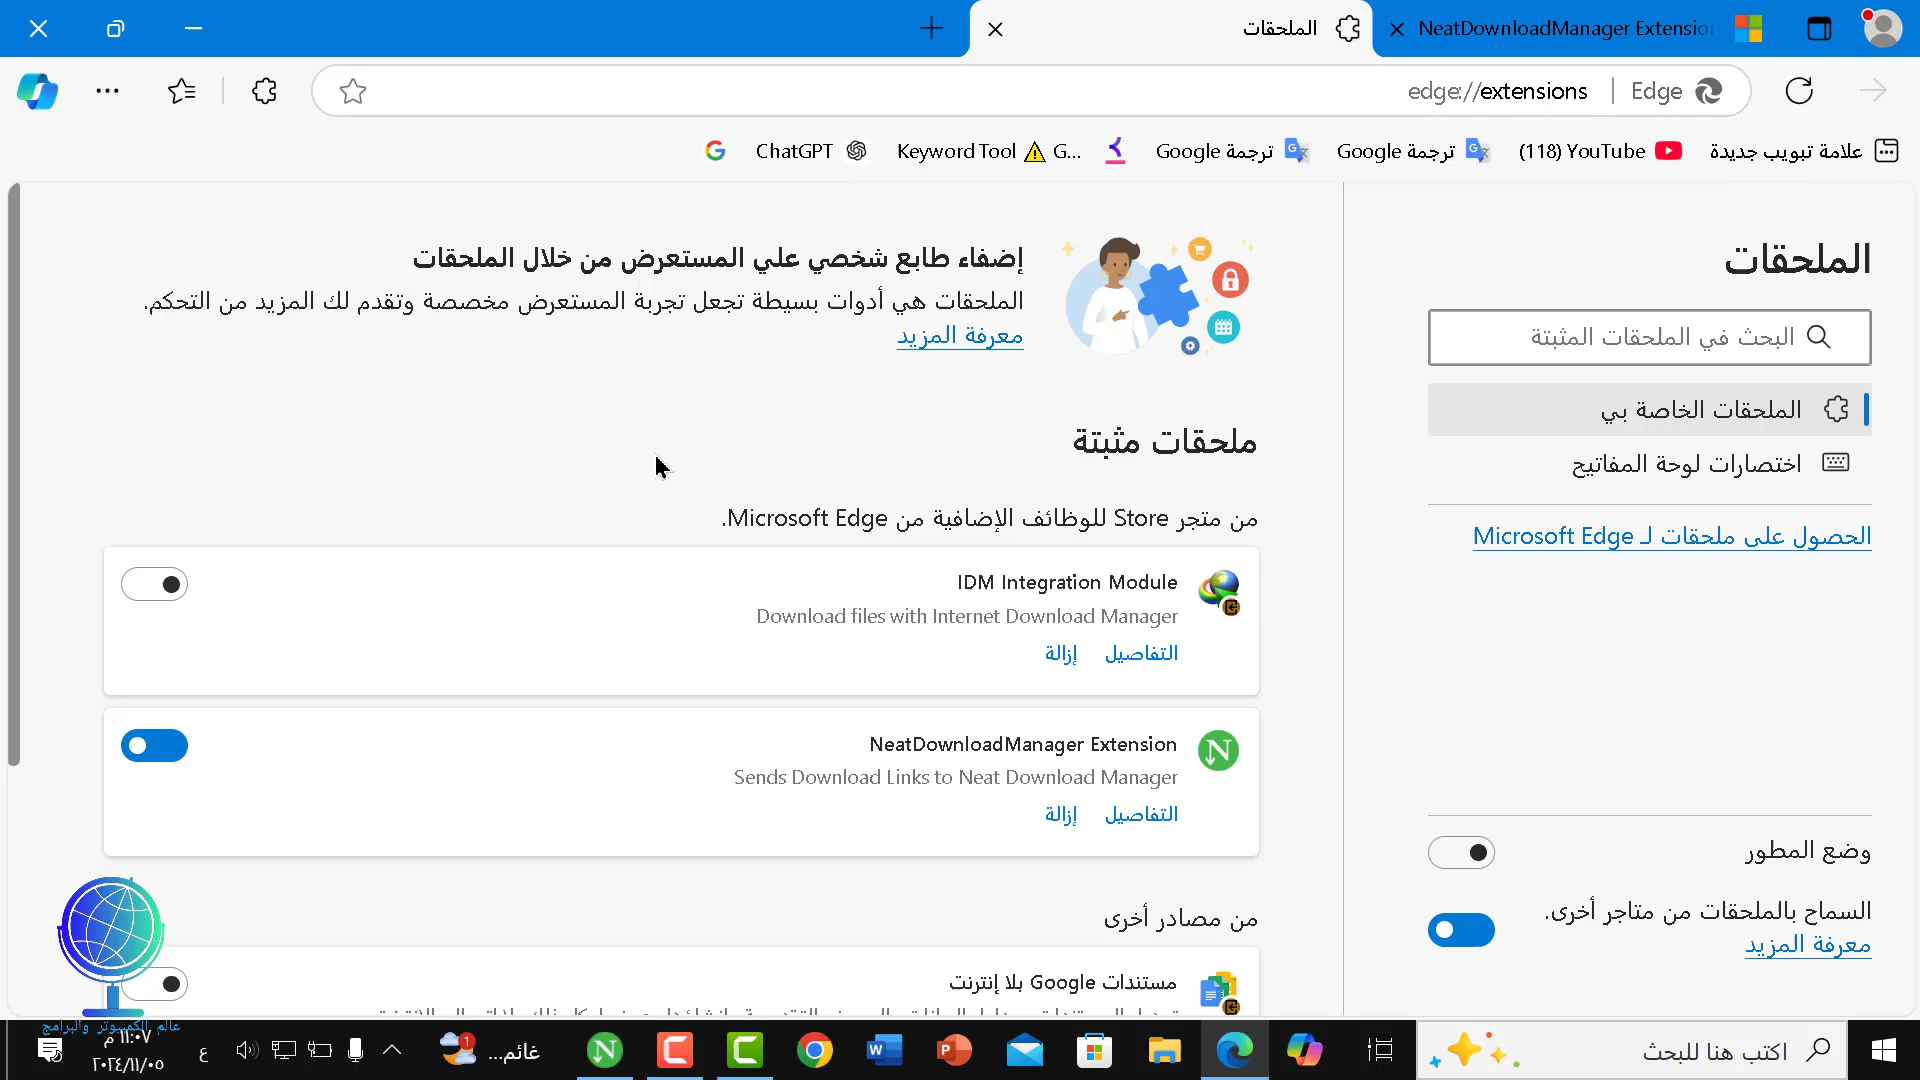 NeatDownloadManager Extensio
الملحقات
Edge
edge://extensions
علامة تبويب جديدة
(118) YouTube
ترجمة Google
ترجمة Google
Keyword Tool ⚠ G...
ChatGPT
الملحقات
البحث في الملحقات المثبتة
الملحقات الخاصة بي
اختصارات لوحة المفاتيح
الحصول على ملحقات لـ Microsoft Edge
وضع المطور
السماح بالملحقات من متاجر أخرى.
معرفة المزيد
إضفاء طابع شخصي علي المستعرض من خلال الملحقات
الملحقات هي أدوات بسيطة تجعل تجربة المستعرض مخصصة وتقدم لك المزيد من التحكم.
معرفة المزيد
ملحقات مثبتة
من متجر Store للوظائف الإضافية من Microsoft Edge.
IDM Integration Module
Download files with Internet Download Manager
التفاصيل إزالة
NeatDownloadManager Extension
Sends Download Links to Neat Download Manager
التفاصيل إزالة
من مصادر أخرى
مستندات Google بلا إنترنت
عالم الكمبيوتر والبرامج
اكتب هنا للبحث
غائم...
1
ع
١١:٠٧ م
٢٠٢٤/١١/٠٥